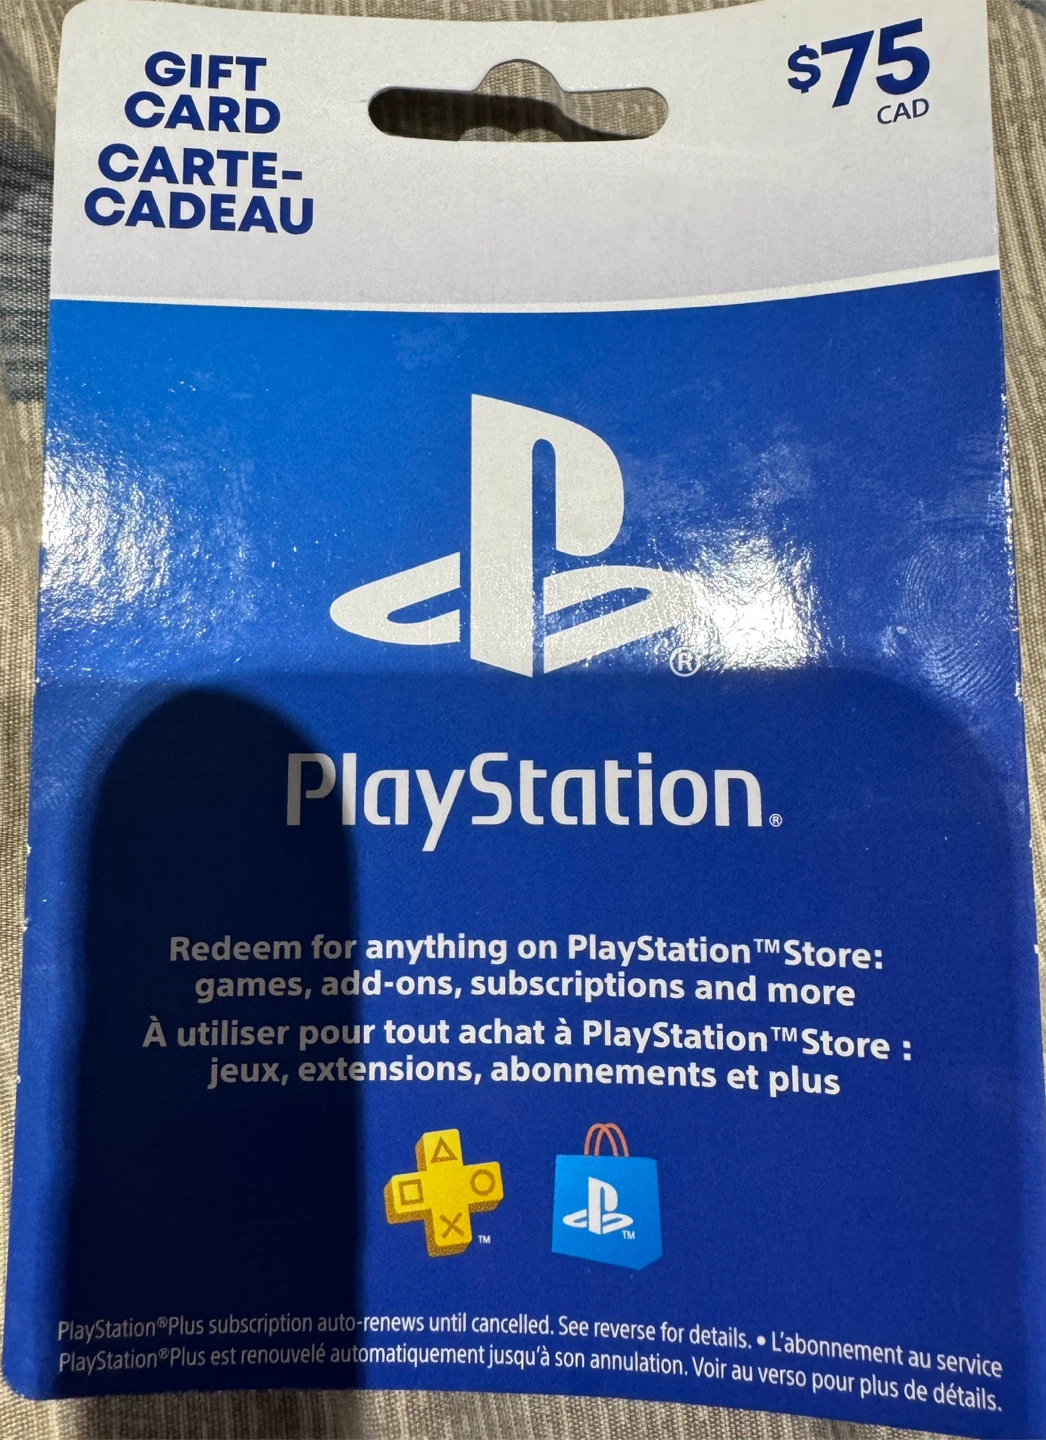 GIFT
CARD
CARTE-
CADEAU
$75
CAD
®
PlayStation®
Redeem for anything on PlayStation™Store:
games, add-ons, subscriptions and more
À utiliser pour tout achat à PlayStation™Store :
jeux, extensions, abonnements et plus
TM
TM
PlayStation®Plus subscription auto-renews until cancelled. See reverse for details. • L'abonnement au service
PlayStation®Plus est renouvelé automatiquement jusqu'à son annulation. Voir au verso pour plus de détails.